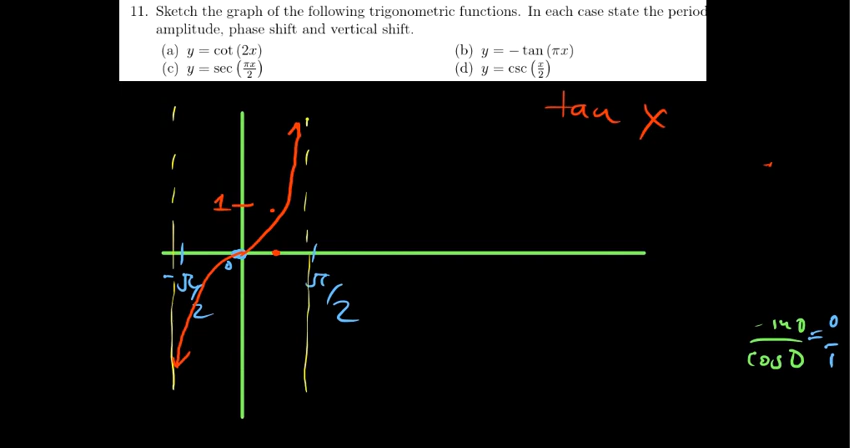 11. Sketch the graph of the following trigonometric functions. In each case state the period
amplitude, phase shift and vertical shift.
(a) y = cot (2x) (b) y = − tan (πx)
(c) y = sec (πx/2) (d) y = csc (x/2)
tan x
1
0
-π/2 π/2
0/1
cos 0